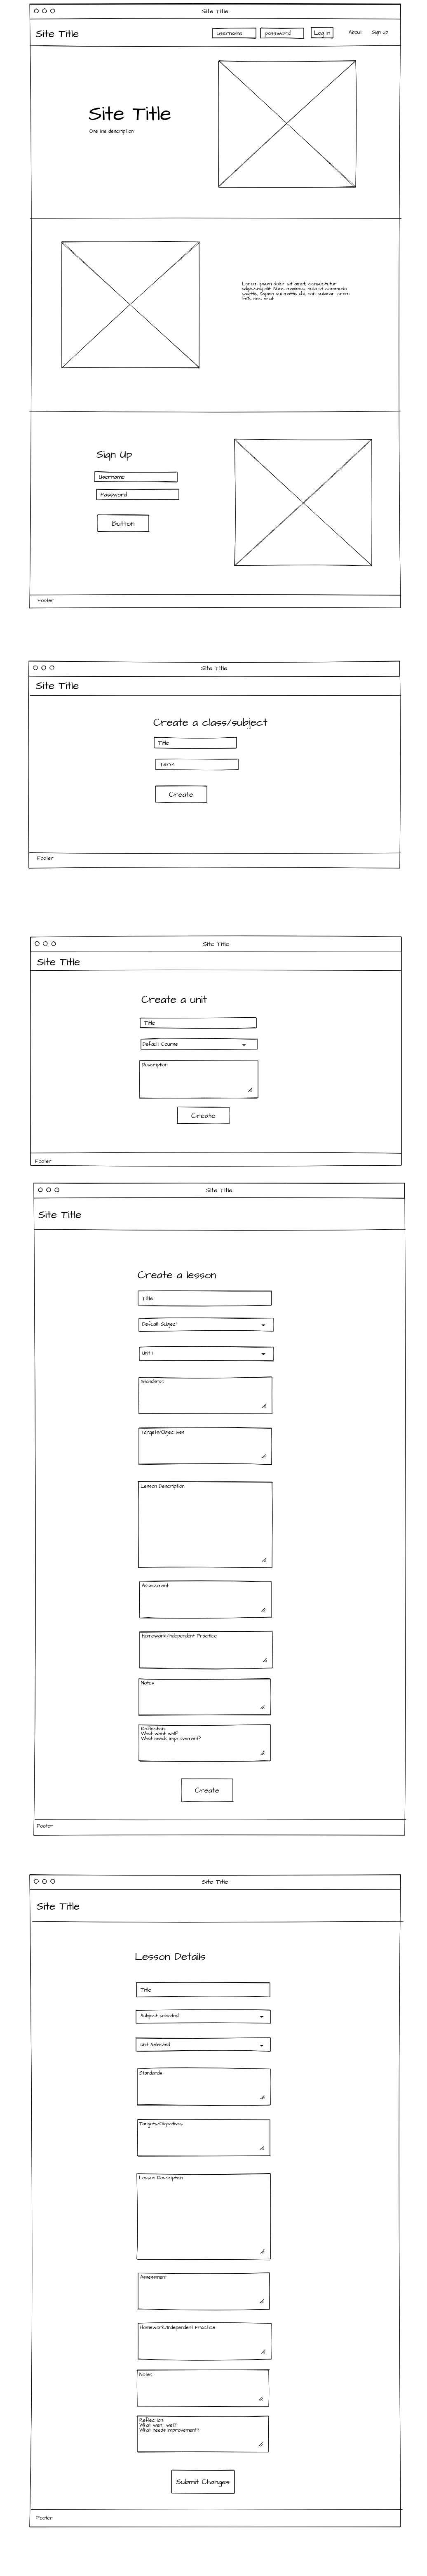 Site Title
Site Title
username
password
Log in
About
Sign up
Site Title
One line description
Lorem ipsum dolor sit amet, consectetur
adipiscing elit. Nunc maximus, nulla ut commodo
sagittis, sapien dui mattis dui, non pulvinar lorem
felis nec erat
Sign Up
Username
Password
Button
Footer
Site Title
Site Title
Create a class/subject
Title
Term
Create
Footer
Site Title
Site Title
Create a unit
Title
Default Course
Description
Create
Footer
Site Title
Site Title
Create a lesson
Title
Default Subject
Unit 1
Standards
Targets/Objectives
Lesson Description
Assessment
Homework/Independent Practice
Notes
Reflection
What went well?
What needs improvement?
Create
Footer
Site Title
Site Title
Lesson Details
Title
Subject selected
Unit Selected
Standards
Targets/Objectives
Lesson Description
Assessment
Homework/Independent Practice
Notes
Reflection
What went well?
What needs improvement?
Submit Changes
Footer